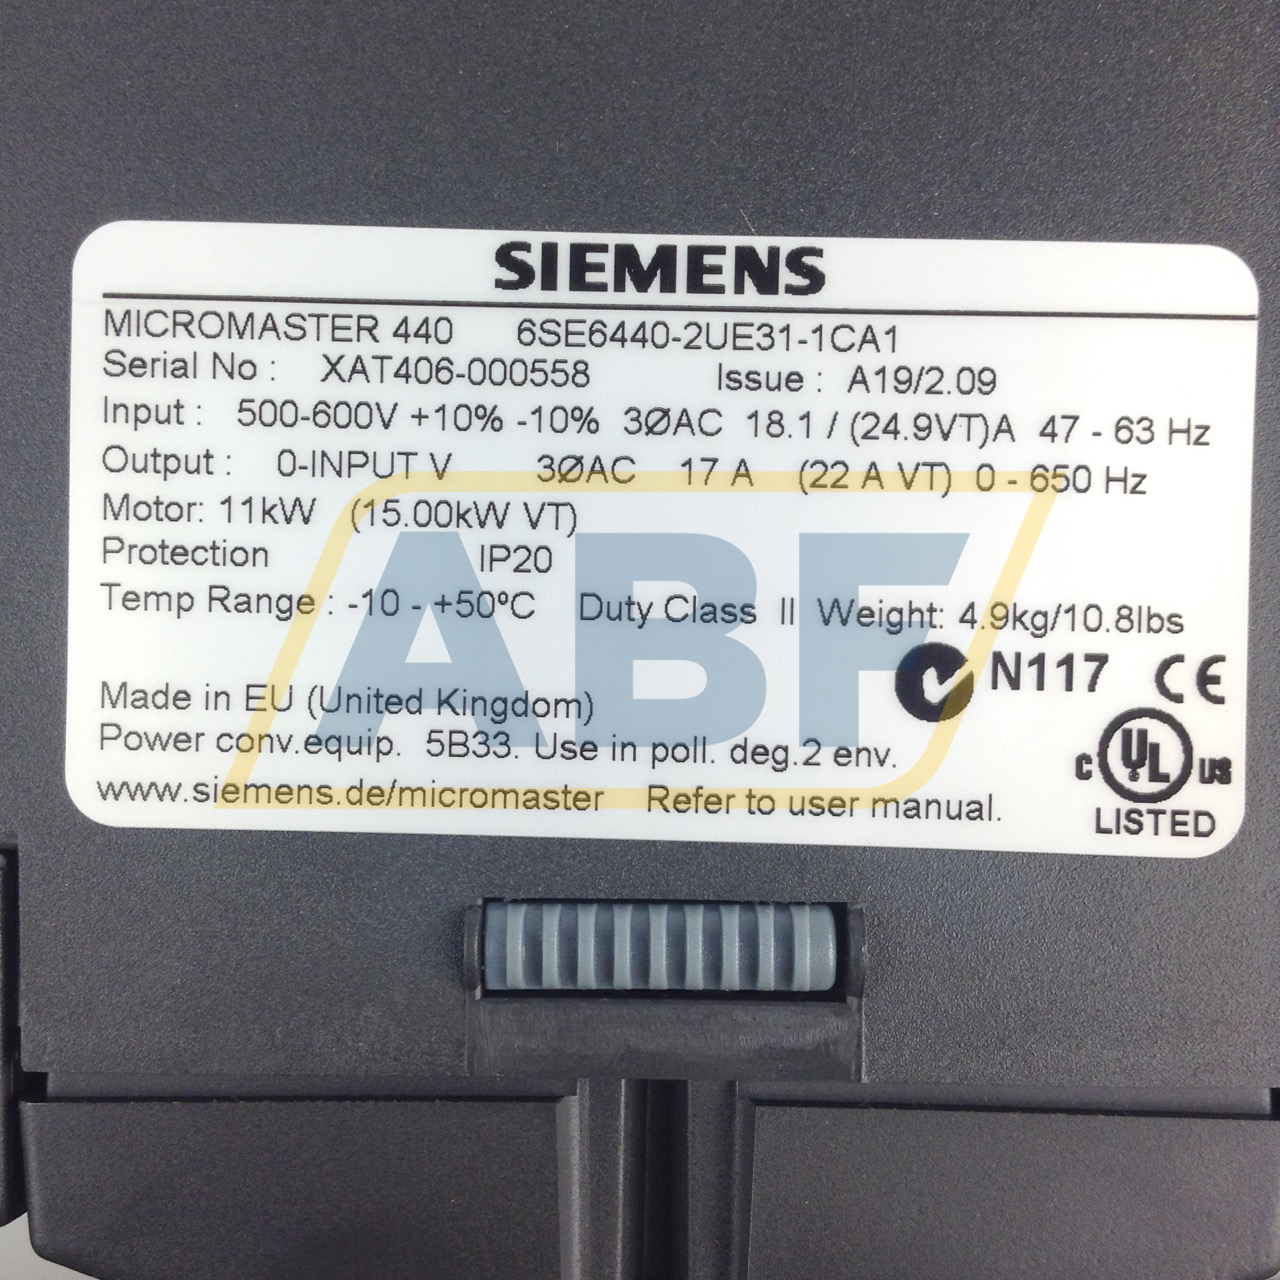 SIEMENS
MICROMASTER 440 6SE6440-2UE31-1CA1
Serial No : XAT406-000558 Issue : A19/2.09
Input : 500-600V +10% -10% 3ØAC 18.1 / (24.9VT)A 47 - 63 Hz
Output : 0-INPUT V 3ØAC 17 A (22 A VT) 0 - 650 Hz
Motor: 11kW (15.00kW VT)
Protection IP20
Temp Range : -10 - +50ºC Duty Class II Weight: 4.9kg/10.8lbs
ABF
N117 CE
Made in EU (United Kingdom)
Power conv.equip. 5B33. Use in poll. deg.2 env.
C UL US
www.siemens.de/micromaster Refer to user manual.
LISTED